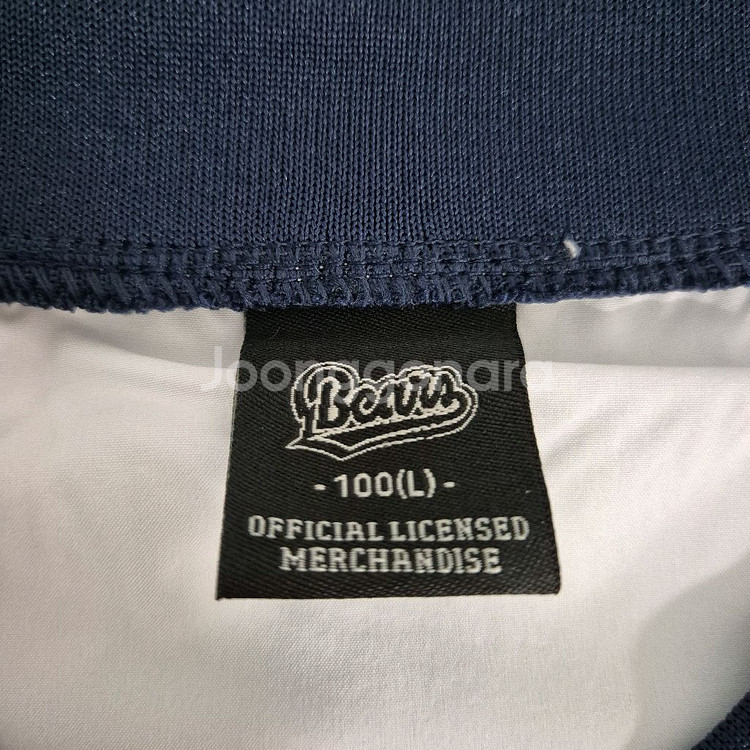 Joonggonara
Bears
- 100(L) -
OFFICIAL LICENSED
MERCHANDISE